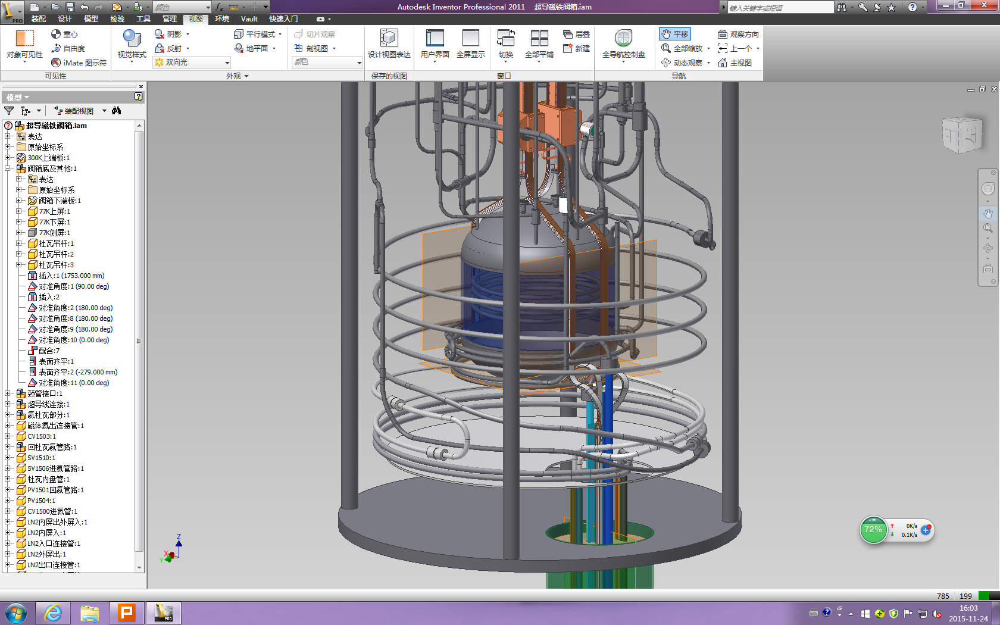 Autodesk Inventor Professional 2011    超导磁铁阀箱.iam
颜色
键入关键字或短语
PRO
装配 设计 模型 检验 工具 管理 视图 环境 Vault 快速入门
对象可见性
重心
自由度
iMate 图示符
可见性
视觉样式
阴影
反射
双向光
平行模式
地平面
外观
切片观察
剖视图
颜色
设计视图表达
保存的视图
用户界面
全屏显示
切换
全部平铺
层叠
新建
窗口
全导航控制盘
平移
全部缩放
动态观察
观察方向
上一个
主视图
导航
模型
装配视图
超导磁铁阀箱.iam
表达
原始坐标系
300K上端板:1
阀箱底及其他:1
表达
原始坐标系
阀箱下端板:1
77K上屏:1
77K下屏:1
77K侧屏:1
杜瓦吊杆:1
杜瓦吊杆:2
杜瓦吊杆:3
插入:1 (1753.000 mm)
对准角度:1 (90.00 deg)
插入:2
对准角度:2 (180.00 deg)
对准角度:8 (180.00 deg)
对准角度:9 (180.00 deg)
对准角度:10 (0.00 deg)
配合:7
表面齐平:1
表面齐平:2 (-279.000 mm)
对准角度:11 (0.00 deg)
颈管接口:1
超导线连接:1
氦杜瓦部分:1
磁体氦出连接管:1
CV1503:1
回杜瓦氦管路:1
SV1510:1
SV1506进氦管路:1
杜瓦内盘管:1
PV1501回氦管路:1
PV1504:1
CV1500进氦管:1
LN2内屏出外屏入:1
LN2内屏入:1
LN2入口连接管:1
LN2外屏出:1
LN2出口连接管:1
Z
X
Y
72%
0K/s
0.1K/s
785 199
PRO
16:03
2015-11-24